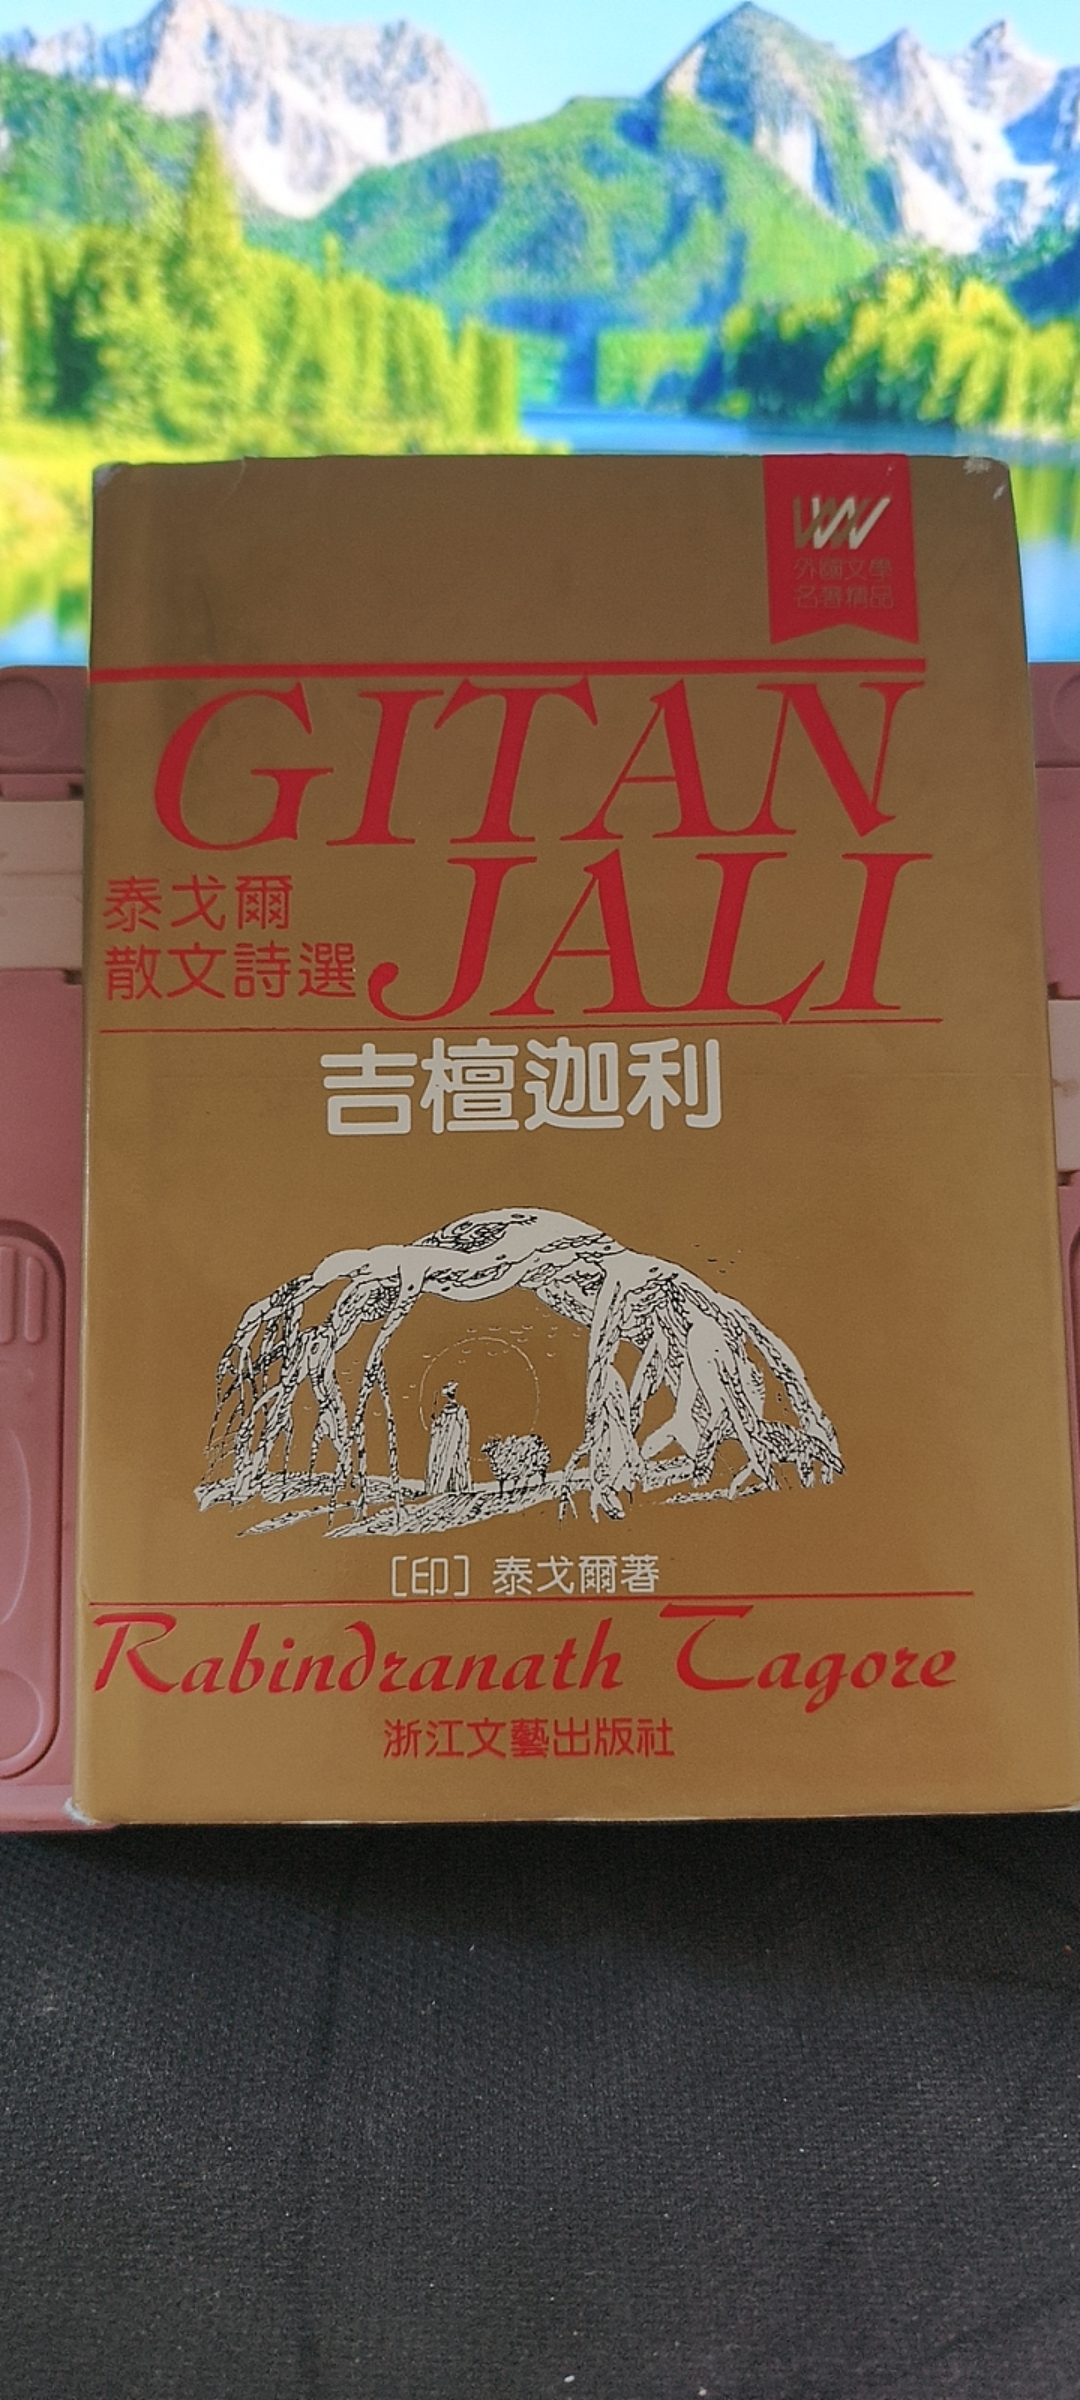 外國文學
名著精品
GITAN
JALI
泰戈爾
散文詩選
吉檀迦利
[印] 泰戈爾著
Rabindranath Tagore
浙江文藝出版社